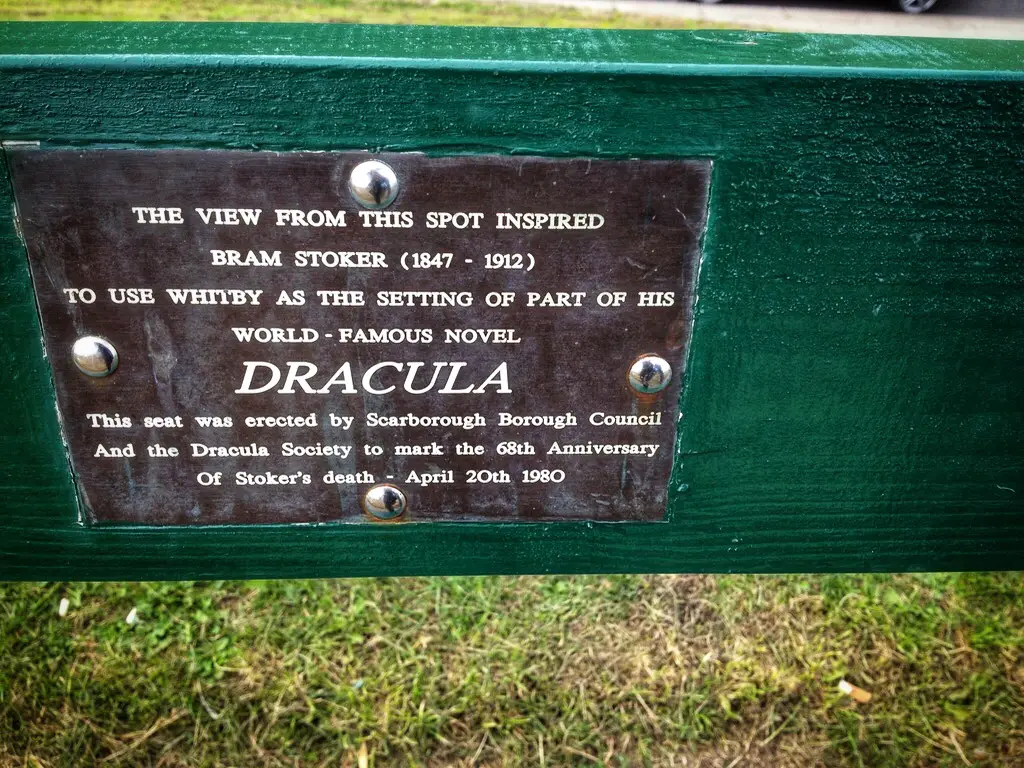 THE VIEW FROM THIS SPOT INSPIRED
BRAM STOKER (1847 - 1912)
TO USE WHITBY AS THE SETTING OF PART OF HIS
WORLD - FAMOUS NOVEL
DRACULA
This seat was erected by Scarborough Borough Council
And the Dracula Society to mark the 68th Anniversary
Of Stoker's death - April 20th 1980